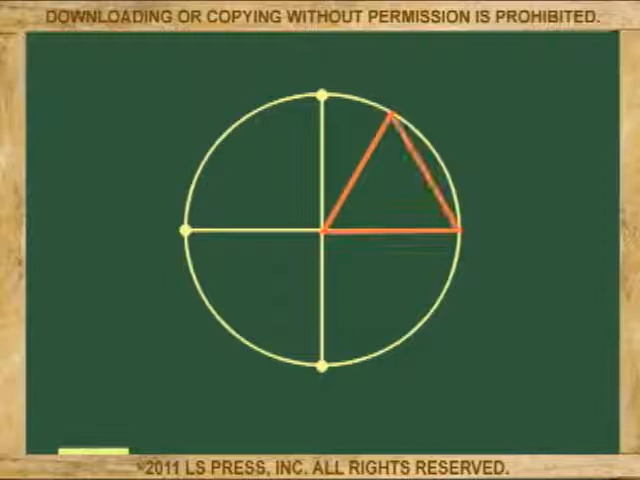 DOWNLOADING OR COPYING WITHOUT PERMISSION IS PROHIBITED.
©2011 LS PRESS, INC. ALL RIGHTS RESERVED.